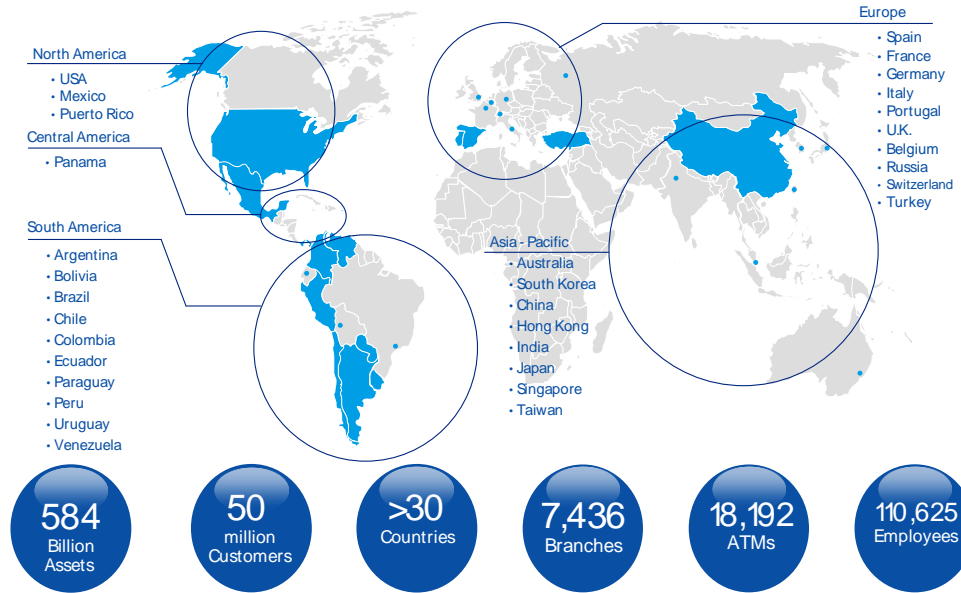 North America
• USA
• Mexico
• Puerto Rico
Central America
• Panama
South America
• Argentina
• Bolivia
• Brazil
• Chile
• Colombia
• Ecuador
• Paraguay
• Peru
• Uruguay
• Venezuela
Europe
• Spain
• France
• Germany
• Italy
• Portugal
• U.K.
• Belgium
• Russia
• Switzerland
• Turkey
Asia - Pacific
• Australia
• South Korea
• China
• Hong Kong
• India
• Japan
• Singapore
• Taiwan
584
Billion
Assets
50
million
Customers
>30
Countries
7,436
Branches
18,192
ATMs
110,625
Employees